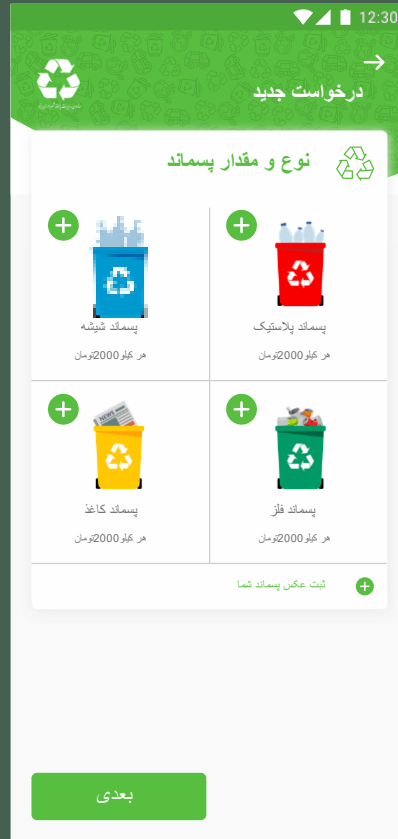 12:30
درخواست جدید
نوع و مقدار پسماند
پسماند پلاستیک
هر کیلو2000تومان
پسماند شیشه
هر کیلو2000تومان
پسماند فلز
هر کیلو2000تومان
NEWS
پسماند کاغذ
هر کیلو2000تومان
ثبت عکس پسماند شما
بعدی